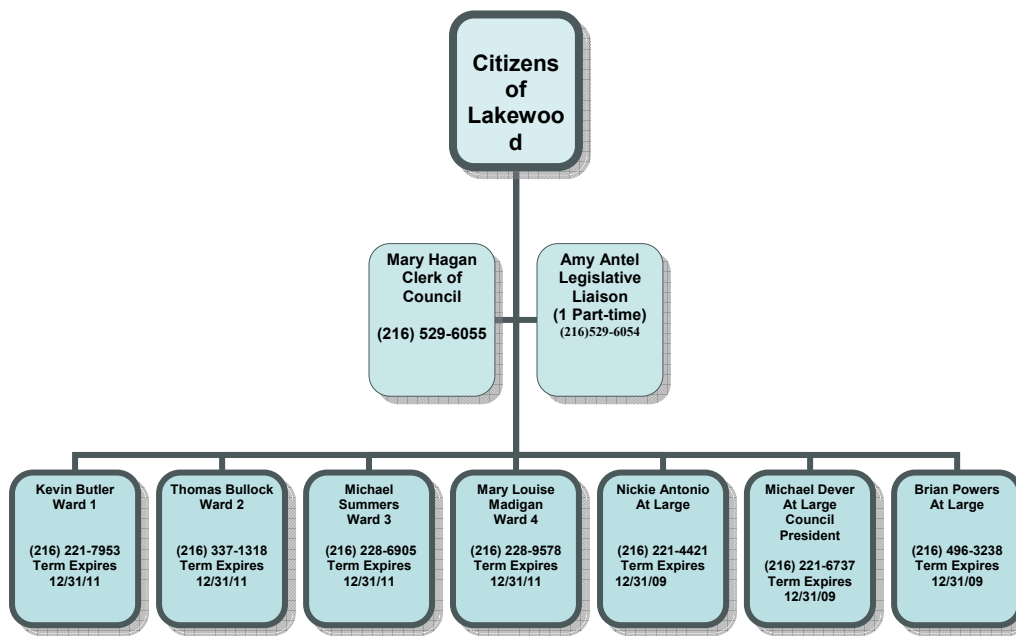 Citizens
of
Lakewoo
d
Mary Hagan
Clerk of
Council
(216) 529-6055
Amy Antel
Legislative
Liaison
(1 Part-time)
(216)529-6054
Kevin Butler
Ward 1
(216) 221-7953
Term Expires
12/31/11
Thomas Bullock
Ward 2
(216) 337-1318
Term Expires
12/31/11
Michael
Summers
Ward 3
(216) 228-6905
Term Expires
12/31/11
Mary Louise
Madigan
Ward 4
(216) 228-9578
Term Expires
12/31/11
Nickie Antonio
At Large
(216) 221-4421
Term Expires
12/31/09
Michael Dever
At Large
Council
President
(216) 221-6737
Term Expires
12/31/09
Brian Powers
At Large
(216) 496-3238
Term Expires
12/31/09